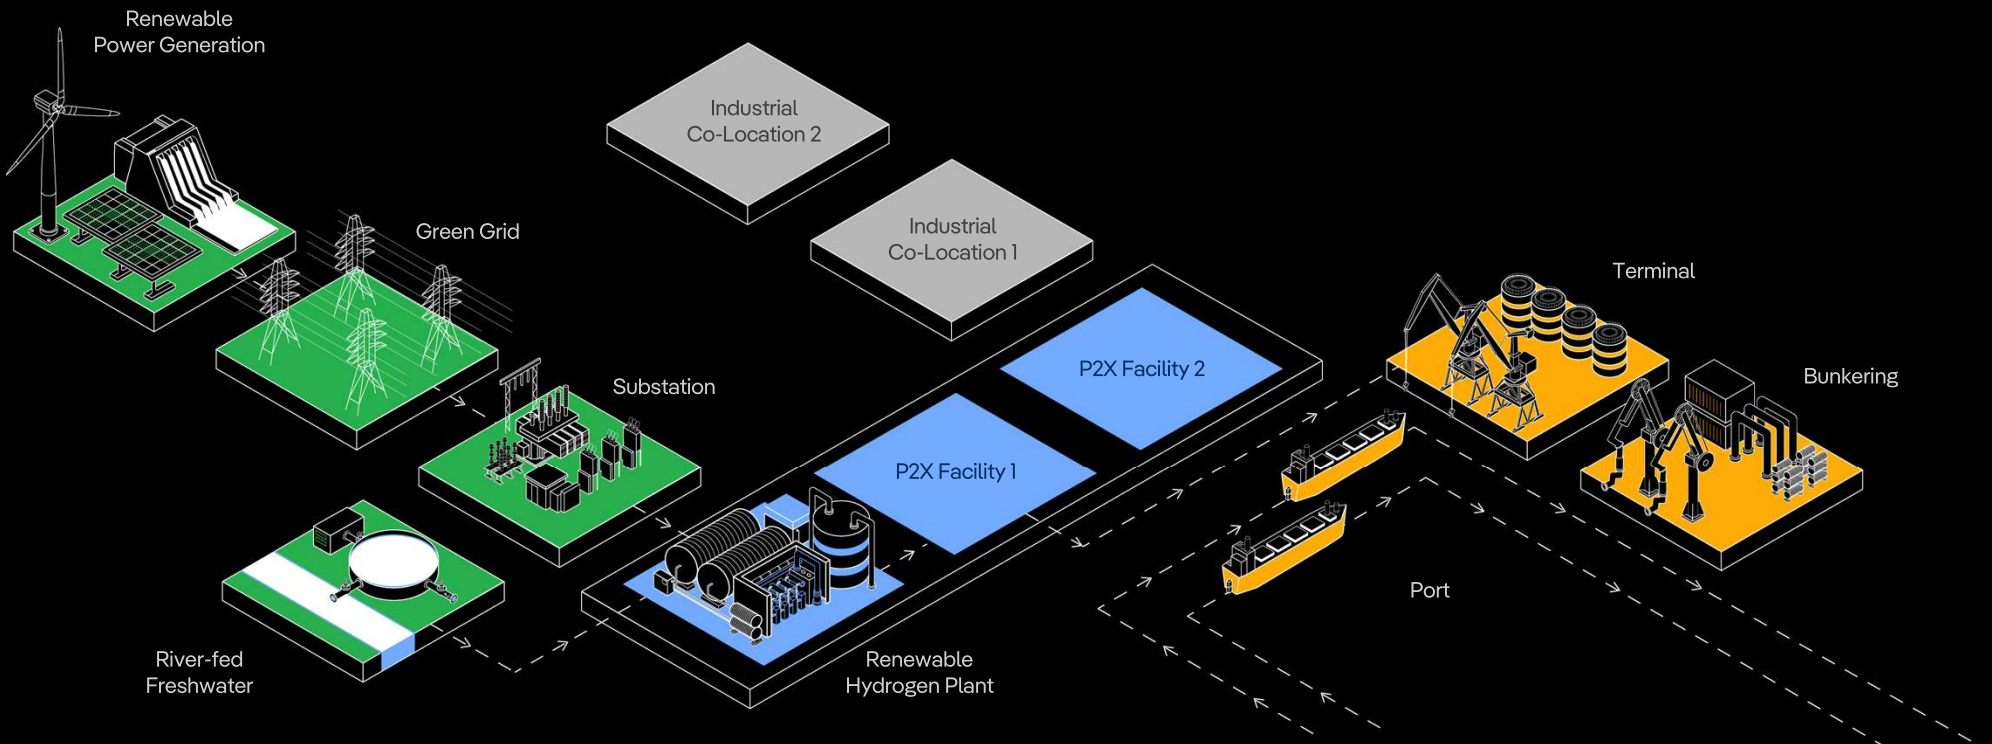 Renewable
Power Generation
Industrial
Co-Location 2
Green Grid
Industrial
Co-Location 1
Terminal
P2X Facility 2
Bunkering
Substation
P2X Facility 1
Port
River-fed
Freshwater
Renewable
Hydrogen Plant